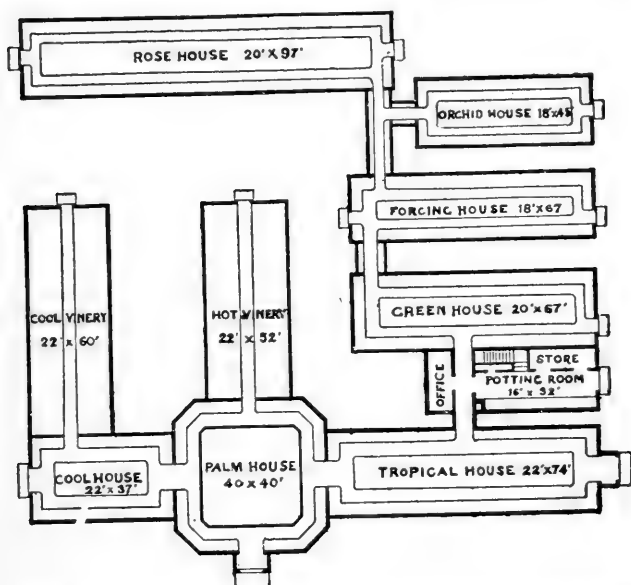 ROSE HOUSE 20' X 97'
ORCHID HOUSE 18'X45'
FORCING HOUSE 18'X67
COOL VINERY
22' X 60'
HOT VINERY
22' X 52'
GREEN HOUSE 20'X67'
OFFICE
STORE
POTTING ROOM
16' X 32'
COOL HOUSE
22'X 37'
PALM HOUSE
40 X 40'
TROPICAL HOUSE 22'X74'